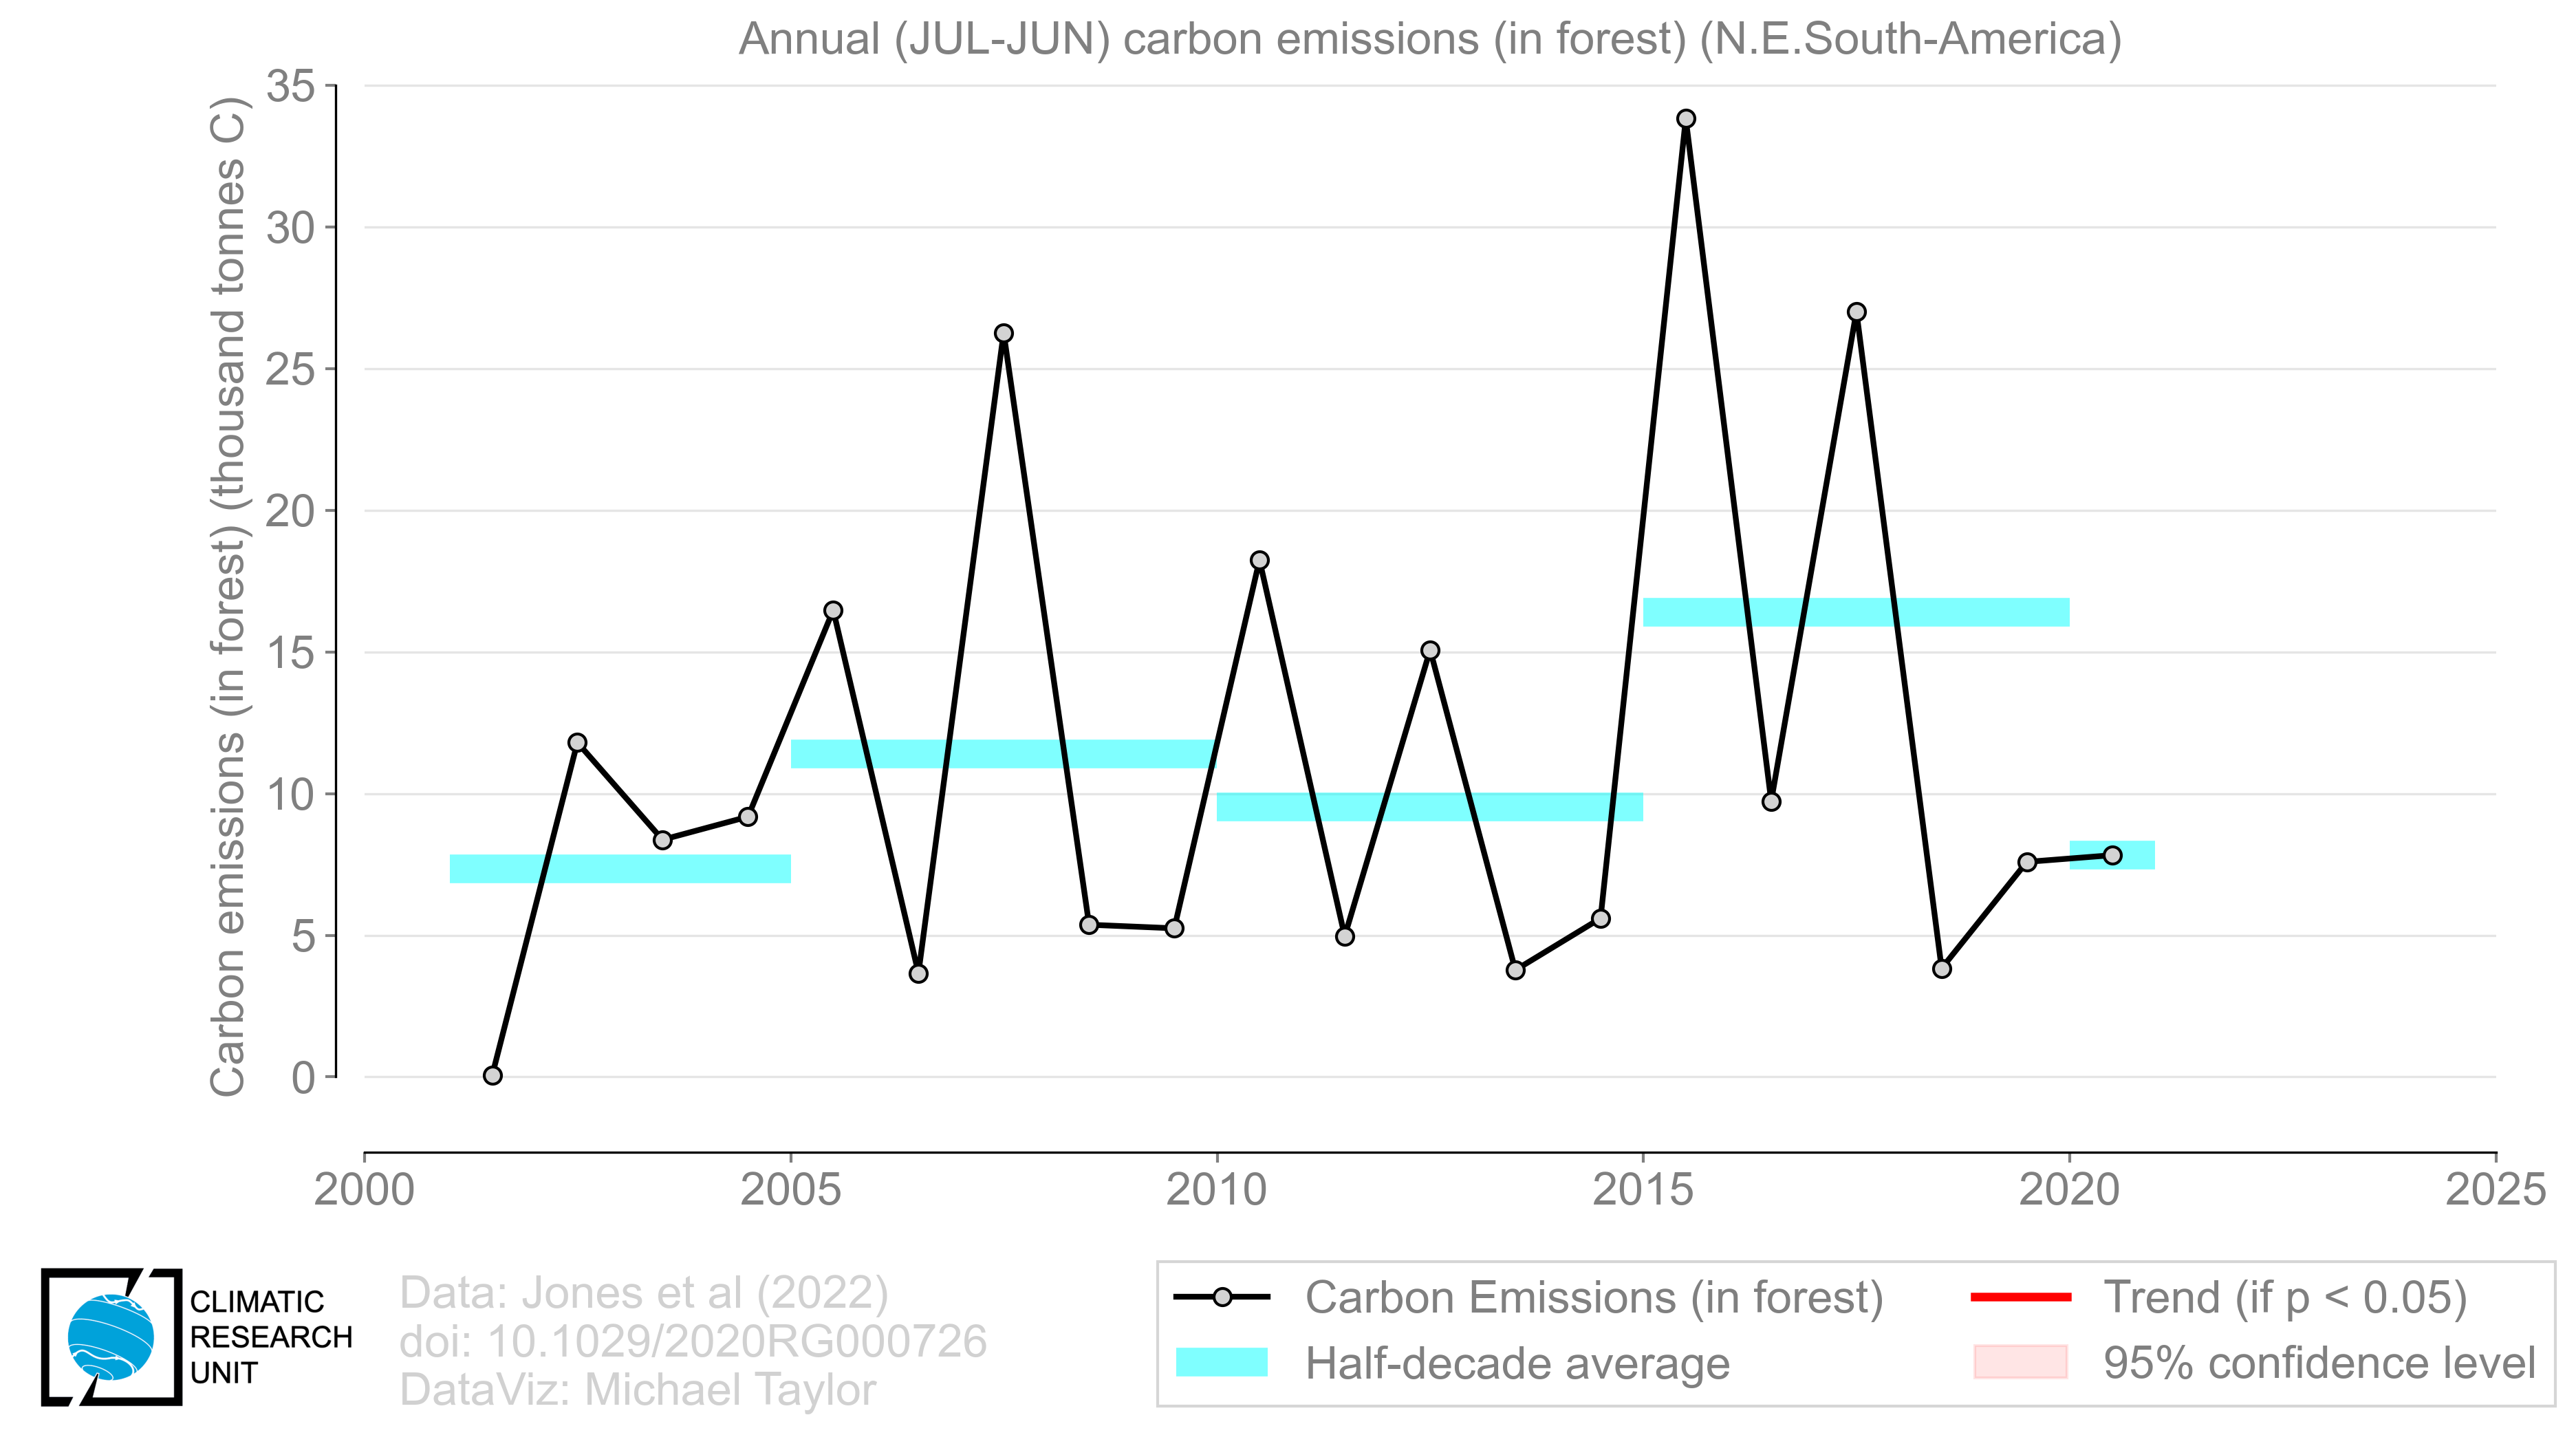 Annual (JUL-JUN) carbon emissions (in forest) (N.E.South-America)
Carbon emissions (in forest) (thousand tonnes C)
35
30
25
20
15
10
5
0
2000 2005 2010 2015 2020 2025
CLIMATIC
RESEARCH
UNIT
Data: Jones et al (2022)
doi: 10.1029/2020RG000726
DataViz: Michael Taylor
Carbon Emissions (in forest)
Half-decade average
Trend (if p < 0.05)
95% confidence level